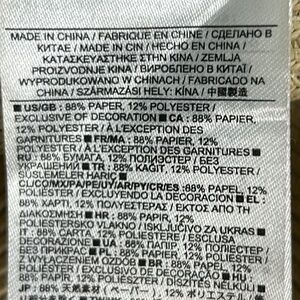 MADE IN CHINA / FABRIQUE EN CHINE / СДЕЛАНО В
КИТАЕ / MADE IN CIN / HECHO EN CHINA /
ΚΑΤΑΣΚΕΥΑΣΤΗΚΕ ΣΤΗΝ ΚΙΝΑ / ZEMLJA
PROIZVODNJE KINA / ВИРОБЛЕНО В КИТАЇ /
WYPRODUKOWANO W CHINACH / FABRICADO NA
CHINA / SZÁRMAZÁSI HELY: KÍNA / 中國製造
■ US/GB : 88% PAPER, 12% POLYESTER /
EXCLUSIVE OF DECORATION ■ CA : 88% PAPIER,
12% POLYESTER / À L'EXCEPTION DES
GARNITURES ■ FR/MA : 88% PAPIER, 12%
POLYESTER / À L'EXCEPTION DES GARNITURES ■
RU : 88% БУМАГА, 12% ПОЛИЭСТЕР / БЕЗ
УКРАШЕНИЙ ■ TR : 88% KAGIT, 12% POLYESTER /
SUSLEMELER HARIÇ ■
CL/CO/MX/PA/PE/UY/AR/PY/CR/ES :88% PAPEL, 12%
POLIÉSTER / EXCLUYENDO LA DECORACION ■ EL :
88% ΧΑΡΤΙ, 12% ΠΟΛΥΕΣΤΕΡΑΣ / ΕΚΤΟΣ ΑΠΟ ΤΗ
ΔΙΑΚΟΣΜΗΣΗ ■ HR : 88% PAPIR, 12%
POLIESTERSKO VLAKNO / ISKLJUČIVO ZA UKRAS ■
IT : 88% CARTA, 12% POLIESTERE / ESCLUSA
DECORAZIONE ■ UA : 88% ПАПІР, 12% ПОЛІЕСТЕР /
БЕЗ ПРИКРАС ■ PL : 88% PAPIER, 12% POLIESTER /
Z WYŁĄCZENIEM OZDÓB ■ BR : 88% PAPEL, 12%
POLIÉSTER / EXCLUSIVO DE DECORAÇÃO ■
HU : 88% PAPÍR, 12% POLIÉSZTER / DÍSZÍTÉS NÉLKÜLI ■
JP : 88% 天然草木 (ペーパー), 12% ポリエステル /